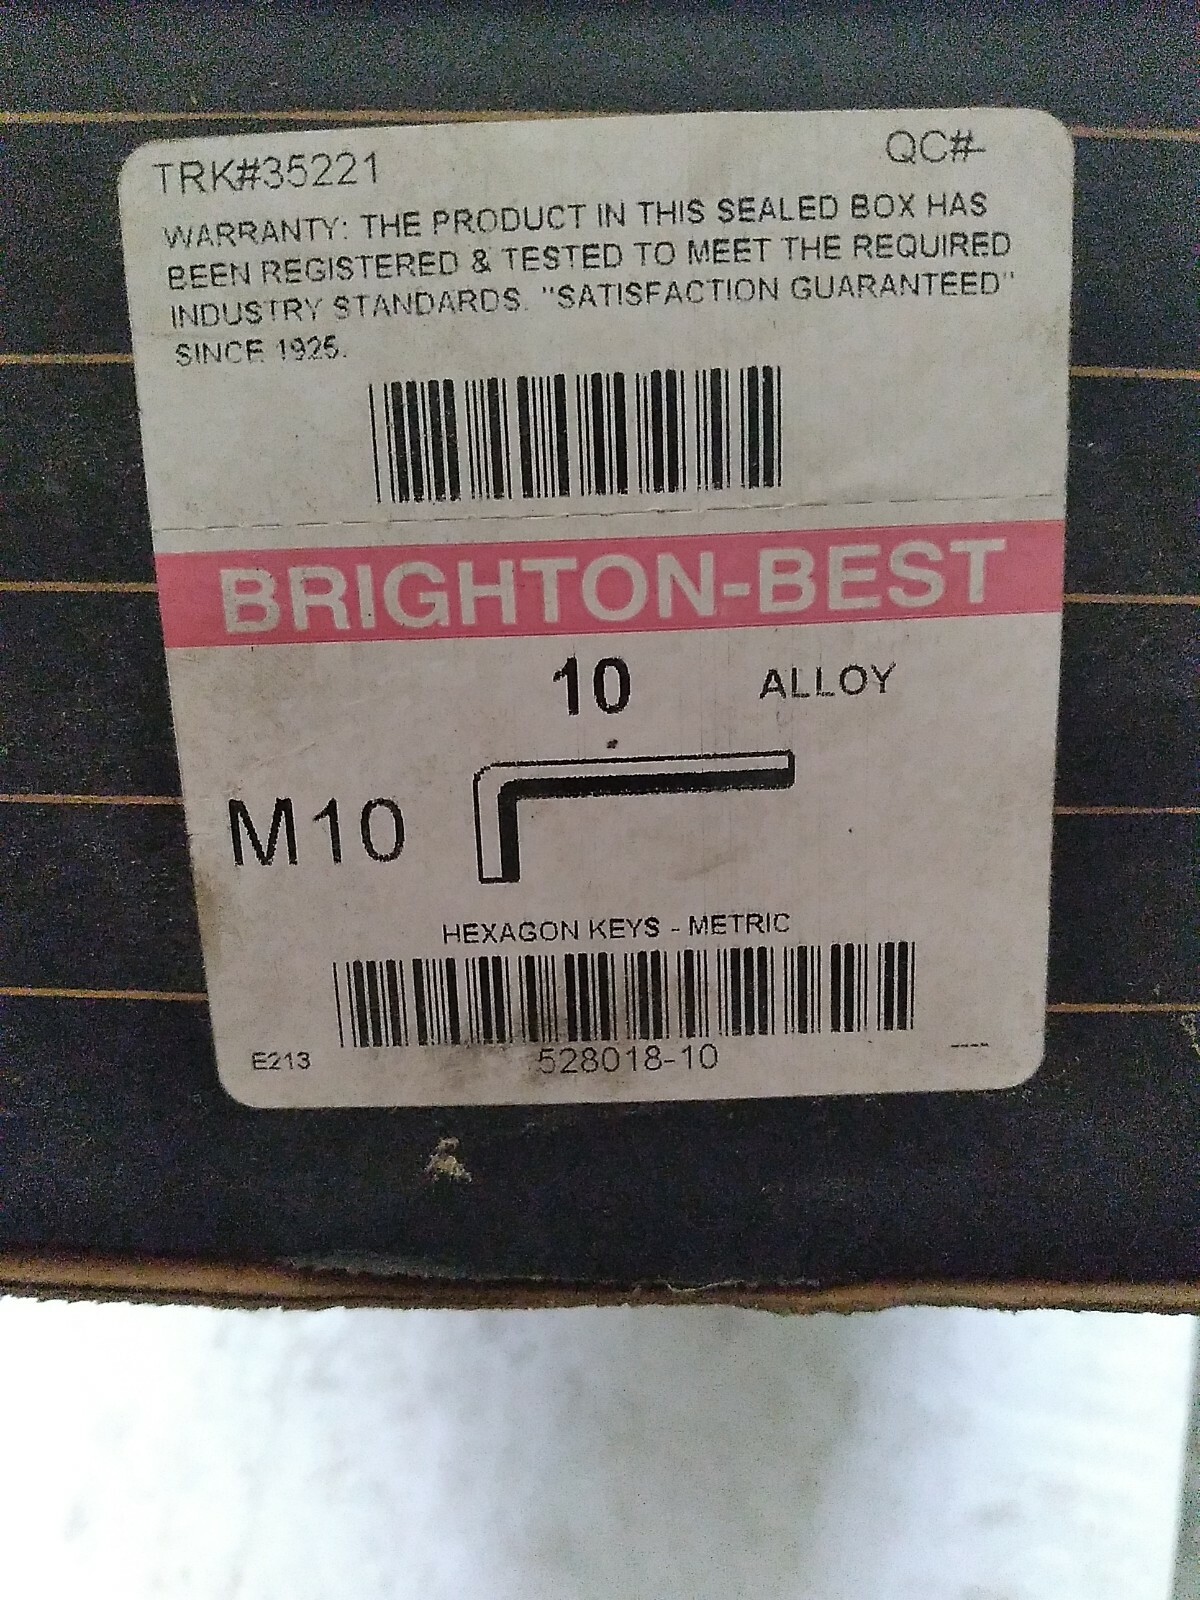 TRK#35221
QC#-
WARRANTY: THE PRODUCT IN THIS SEALED BOX HAS
BEEN REGISTERED & TESTED TO MEET THE REQUIRED
INDUSTRY STANDARDS. "SATISFACTION GUARANTEED"
SINCE 1925.
BRIGHTON-BEST
10
ALLOY
M10
HEXAGON KEYS - METRIC
E213
528018-10
----